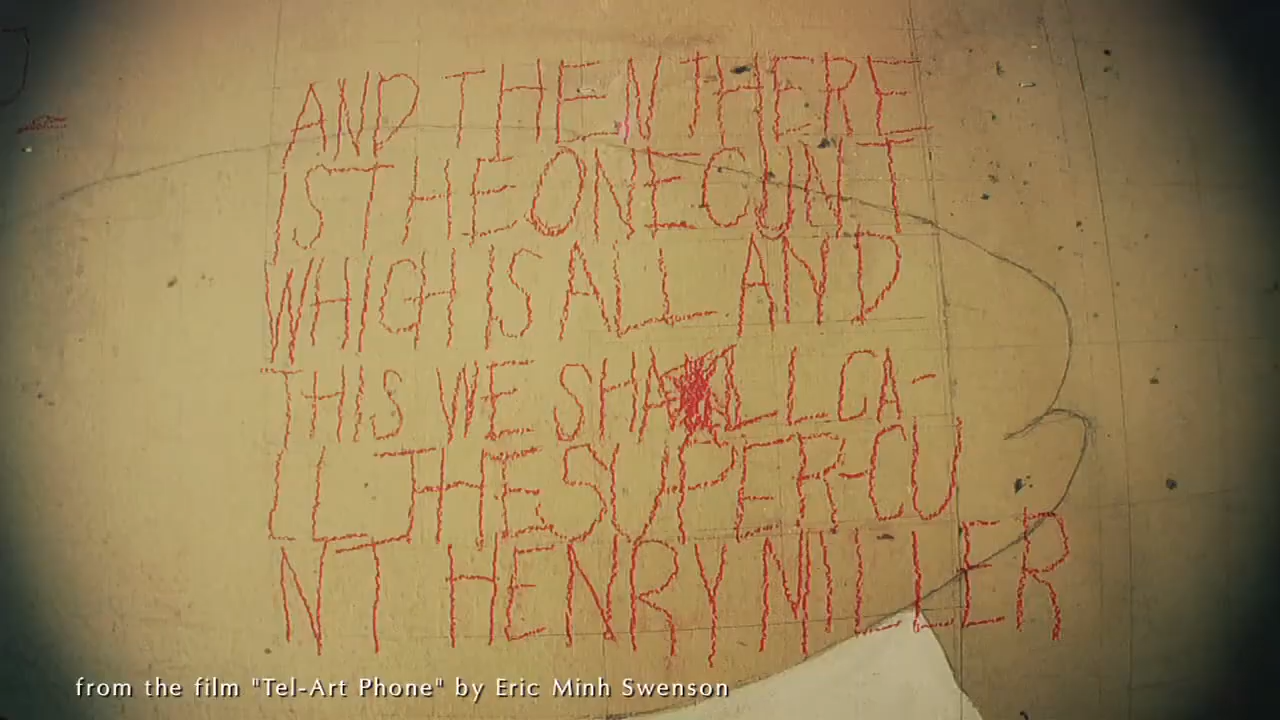 AND THEN THERE
IS THE ONE CUNT
WHICH IS ALL AND
THIS WE SHALL CA-
LL THE SUPER-CU
NT HENRY MILLER
from the film "Tel-Art Phone" by Eric Minh Swenson